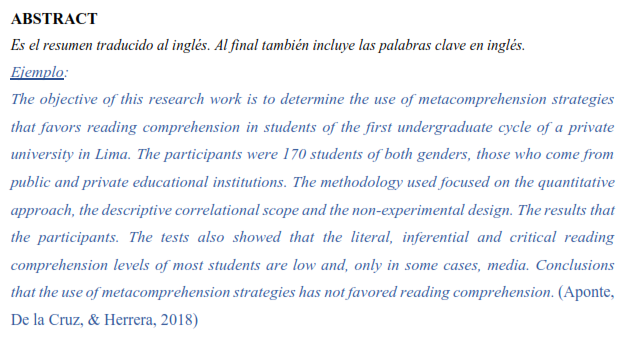 ABSTRACT
Es el resumen traducido al inglés. Al final también incluye las palabras clave en inglés.
Ejemplo:
The objective of this research work is to determine the use of metacomprehension strategies
that favors reading comprehension in students of the first undergraduate cycle of a private
university in Lima. The participants were 170 students of both genders, those who come from
public and private educational institutions. The methodology used focused on the quantitative
approach, the descriptive correlational scope and the non-experimental design. The results that
the participants. The tests also showed that the literal, inferential and critical reading
comprehension levels of most students are low and, only in some cases, media. Conclusions
that the use of metacomprehension strategies has not favored reading comprehension. (Aponte,
De la Cruz, & Herrera, 2018)